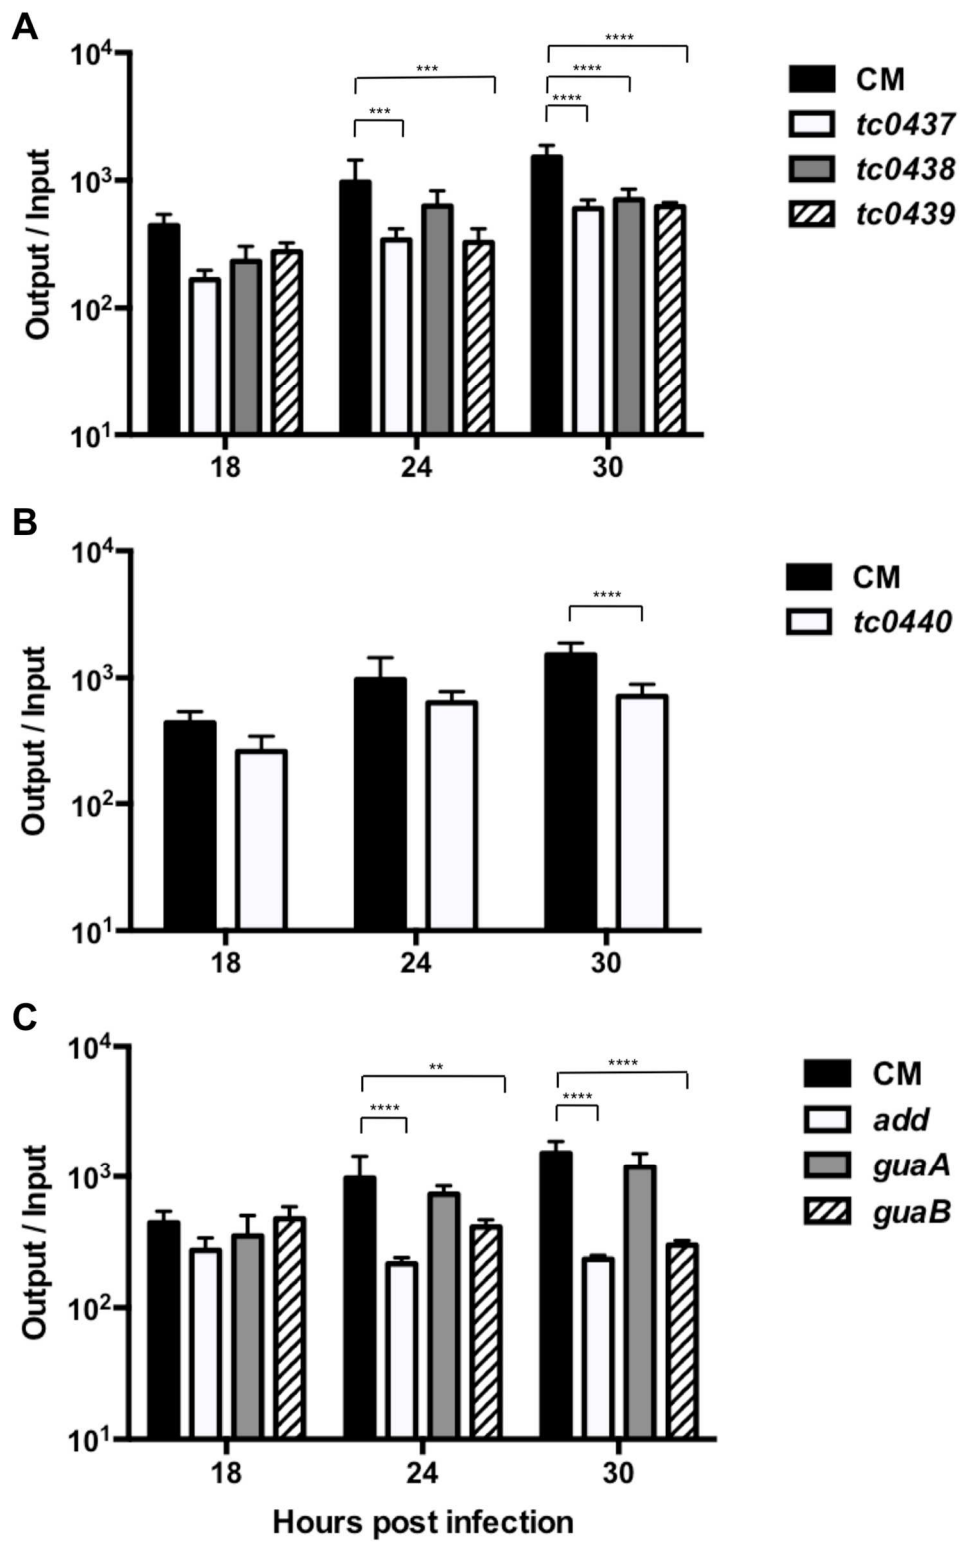 A
10⁴
10³
10²
10¹
Output / Input
***
***
****
****
****
18
24
30
CM
tc0437
tc0438
tc0439
B
10⁴
10³
10²
10¹
Output / Input
****
18
24
30
CM
tc0440
C
10⁴
10³
10²
10¹
Output / Input
**
****
****
****
18
24
30
Hours post infection
CM
add
guaA
guaB